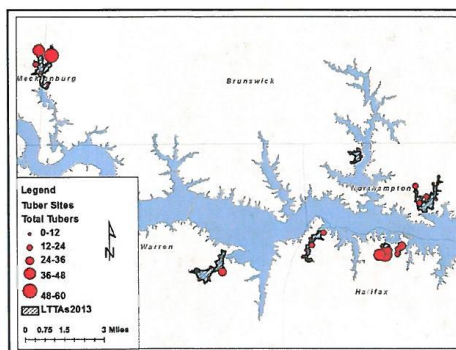 Mecklenburg
Brunswick
Northampton
Legend
Tuber Sites
Total Tubers
0-12
12-24
24-36
36-48
48-60
LTTAs2013
N
Warren
Halifax
0 0.75 1.5 3 Miles